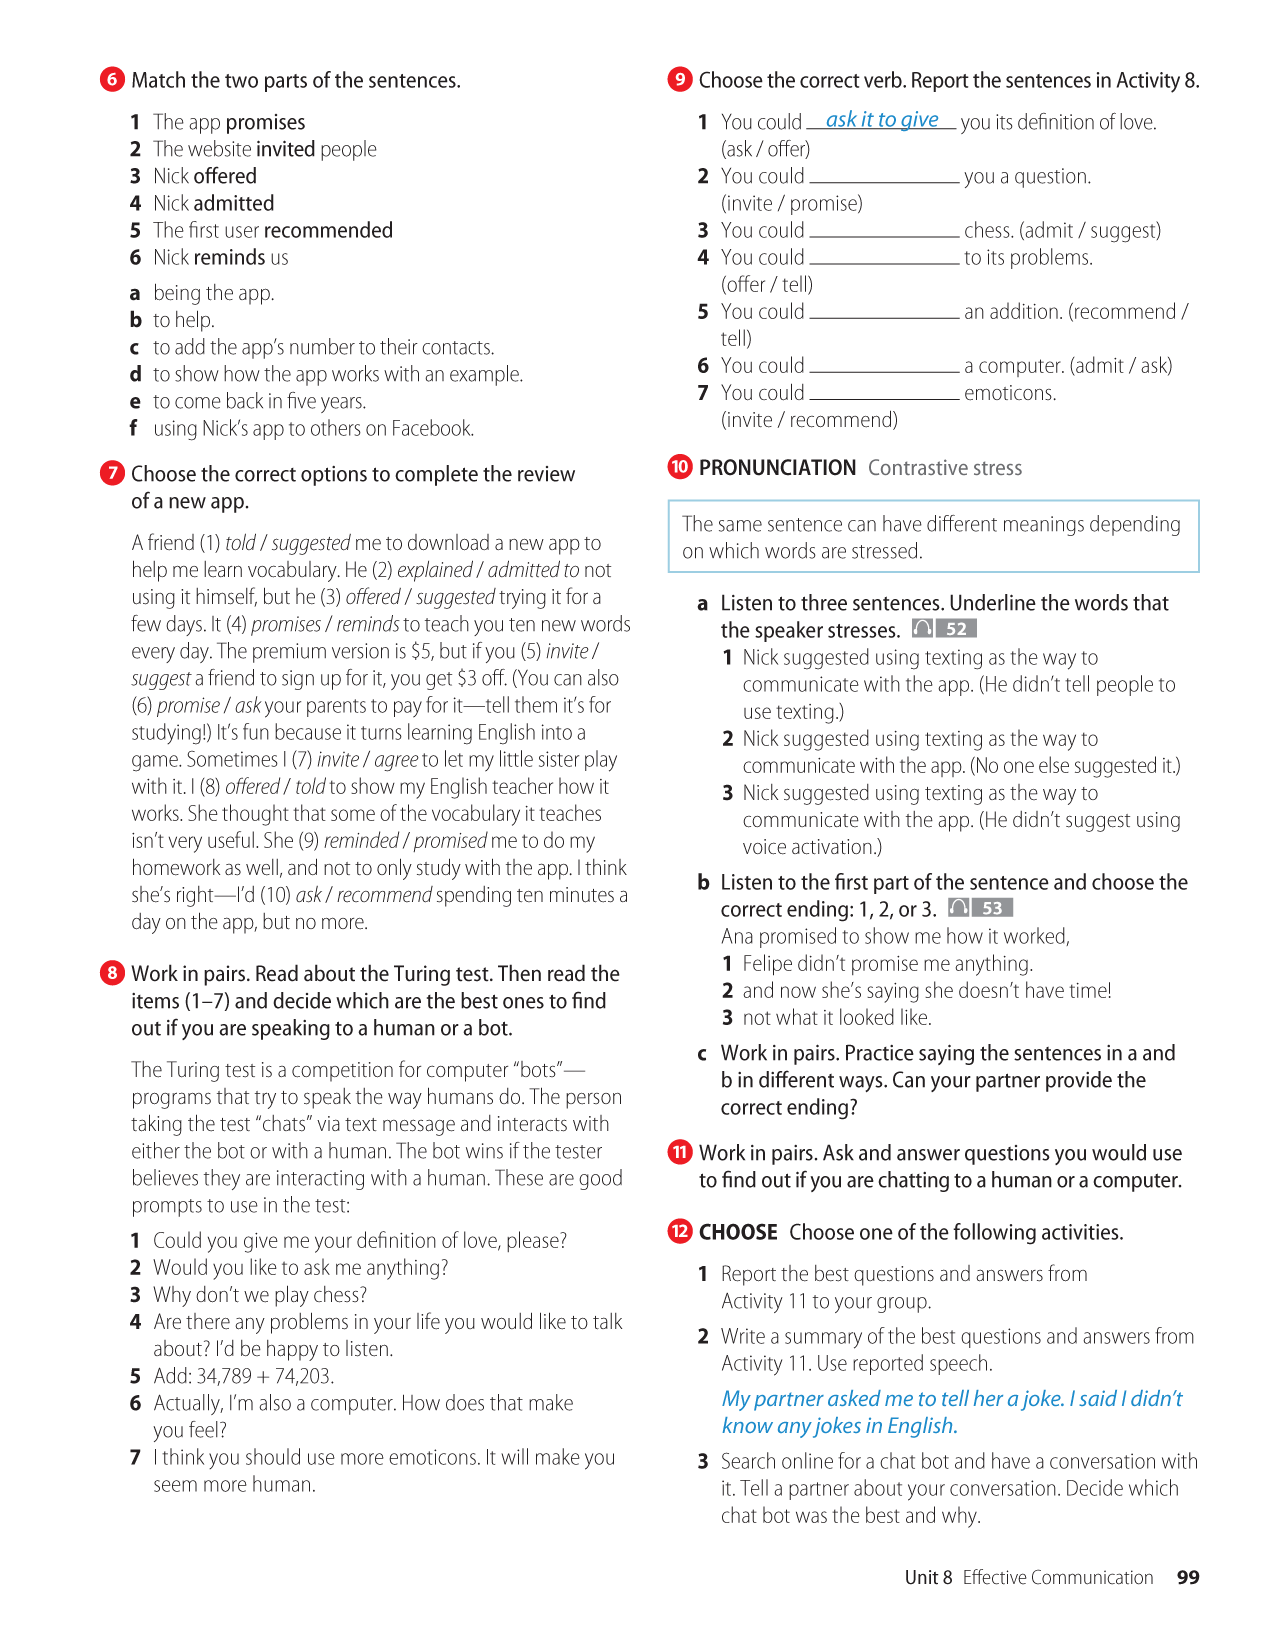 6 Match the two parts of the sentences.
1 The app promises
2 The website invited people
3 Nick offered
4 Nick admitted
5 The first user recommended
6 Nick reminds us
a being the app.
b to help.
c to add the app's number to their contacts.
d to show how the app works with an example.
e to come back in five years.
f using Nick's app to others on Facebook.
7 Choose the correct options to complete the review
of a new app.
A friend (1) told / suggested me to download a new app to
help me learn vocabulary. He (2) explained / admitted to not
using it himself, but he (3) offered / suggested trying it for a
few days. It (4) promises / reminds to teach you ten new words
every day. The premium version is $5, but if you (5) invite /
suggest a friend to sign up for it, you get $3 off. (You can also
(6) promise / ask your parents to pay for it—tell them it's for
studying!) It's fun because it turns learning English into a
game. Sometimes I (7) invite / agree to let my little sister play
with it. I (8) offered / told to show my English teacher how it
works. She thought that some of the vocabulary it teaches
isn't very useful. She (9) reminded / promised me to do my
homework as well, and not to only study with the app. I think
she's right—I'd (10) ask / recommend spending ten minutes a
day on the app, but no more.
8 Work in pairs. Read about the Turing test. Then read the
items (1–7) and decide which are the best ones to find
out if you are speaking to a human or a bot.
The Turing test is a competition for computer “bots”—
programs that try to speak the way humans do. The person
taking the test “chats” via text message and interacts with
either the bot or with a human. The bot wins if the tester
believes they are interacting with a human. These are good
prompts to use in the test:
1 Could you give me your definition of love, please?
2 Would you like to ask me anything?
3 Why don't we play chess?
4 Are there any problems in your life you would like to talk
about? I'd be happy to listen.
5 Add: 34,789 + 74,203.
6 Actually, I'm also a computer. How does that make
you feel?
7 I think you should use more emoticons. It will make you
seem more human.
9 Choose the correct verb. Report the sentences in Activity 8.
1 You could ask it to give you its definition of love.
(ask / offer)
2 You could ______ you a question.
(invite / promise)
3 You could ______ chess. (admit / suggest)
4 You could ______ to its problems.
(offer / tell)
5 You could ______ an addition. (recommend /
tell)
6 You could ______ a computer. (admit / ask)
7 You could ______ emoticons.
(invite / recommend)
10 PRONUNCIATION Contrastive stress
The same sentence can have different meanings depending
on which words are stressed.
a Listen to three sentences. Underline the words that
the speaker stresses. 52
1 Nick suggested using texting as the way to
communicate with the app. (He didn't tell people to
use texting.)
2 Nick suggested using texting as the way to
communicate with the app. (No one else suggested it.)
3 Nick suggested using texting as the way to
communicate with the app. (He didn't suggest using
voice activation.)
b Listen to the first part of the sentence and choose the
correct ending: 1, 2, or 3. 53
Ana promised to show me how it worked,
1 Felipe didn't promise me anything.
2 and now she's saying she doesn't have time!
3 not what it looked like.
c Work in pairs. Practice saying the sentences in a and
b in different ways. Can your partner provide the
correct ending?
11 Work in pairs. Ask and answer questions you would use
to find out if you are chatting to a human or a computer.
12 CHOOSE Choose one of the following activities.
1 Report the best questions and answers from
Activity 11 to your group.
2 Write a summary of the best questions and answers from
Activity 11. Use reported speech.
My partner asked me to tell her a joke. I said I didn't
know any jokes in English.
3 Search online for a chat bot and have a conversation with
it. Tell a partner about your conversation. Decide which
chat bot was the best and why.
Unit 8 Effective Communication 99